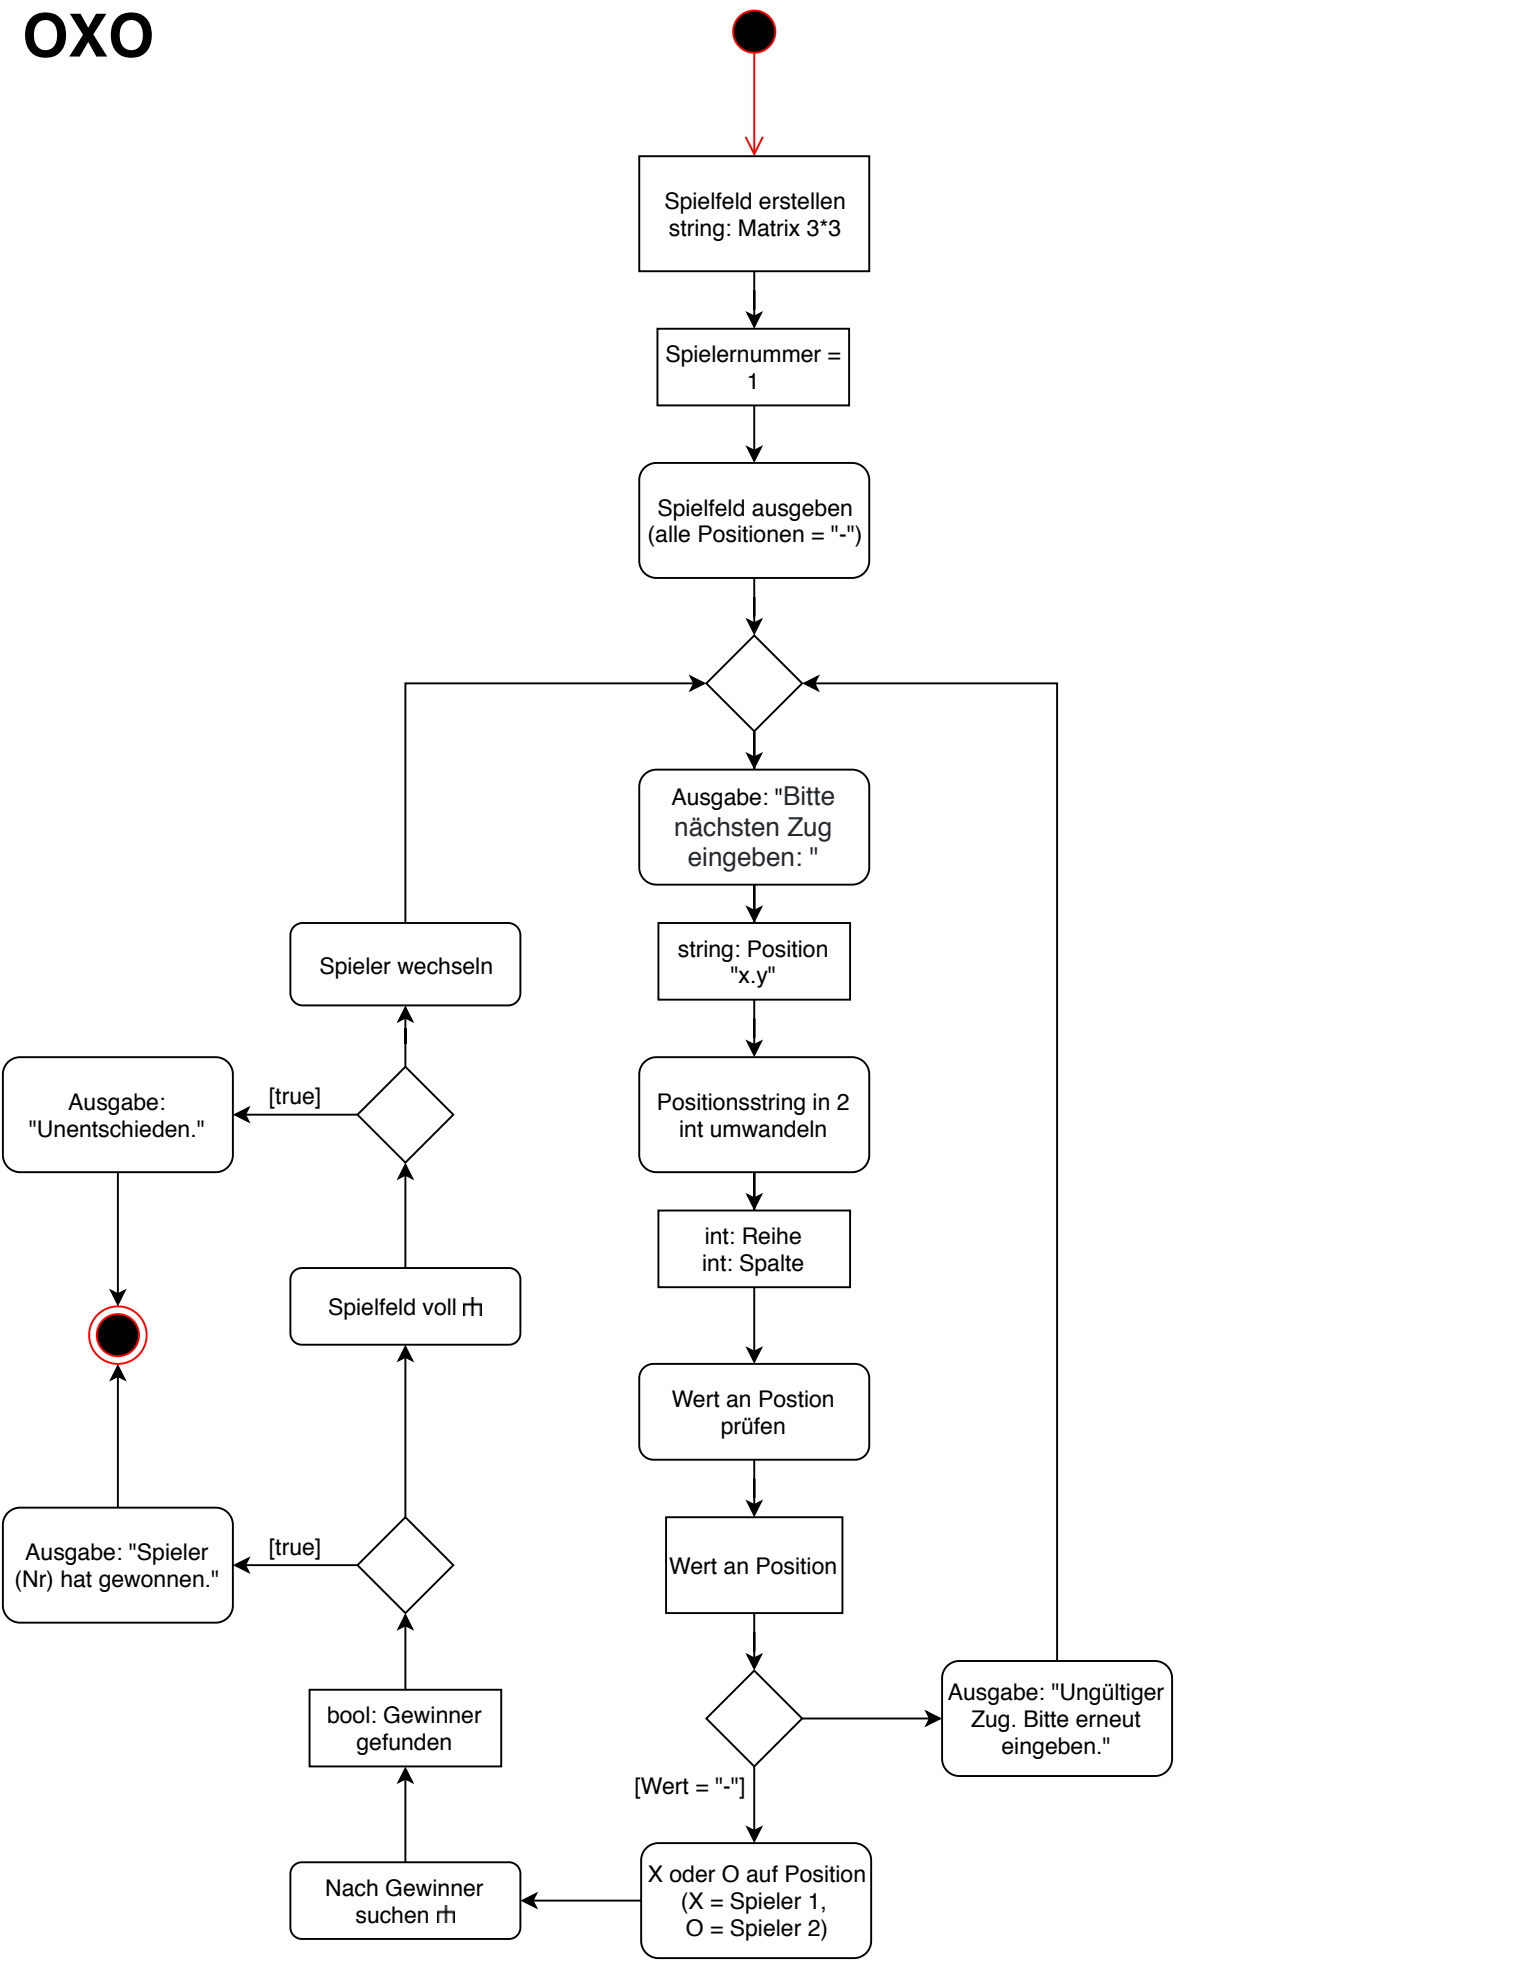 OXO
Spielfeld erstellen
string: Matrix 3*3
Spielernummer =
1
Spielfeld ausgeben
(alle Positionen = "-")
Ausgabe: "Bitte
nächsten Zug
eingeben: "
string: Position
"x.y"
Spieler wechseln
Positionsstring in 2
int umwandeln
[true]
Ausgabe:
"Unentschieden."
int: Reihe
int: Spalte
Spielfeld voll
Wert an Postion
prüfen
Wert an Position
[true]
Ausgabe: "Spieler
(Nr) hat gewonnen."
bool: Gewinner
gefunden
Ausgabe: "Ungültiger
Zug. Bitte erneut
eingeben."
[Wert = "-"]
X oder O auf Position
(X = Spieler 1,
O = Spieler 2)
Nach Gewinner
suchen